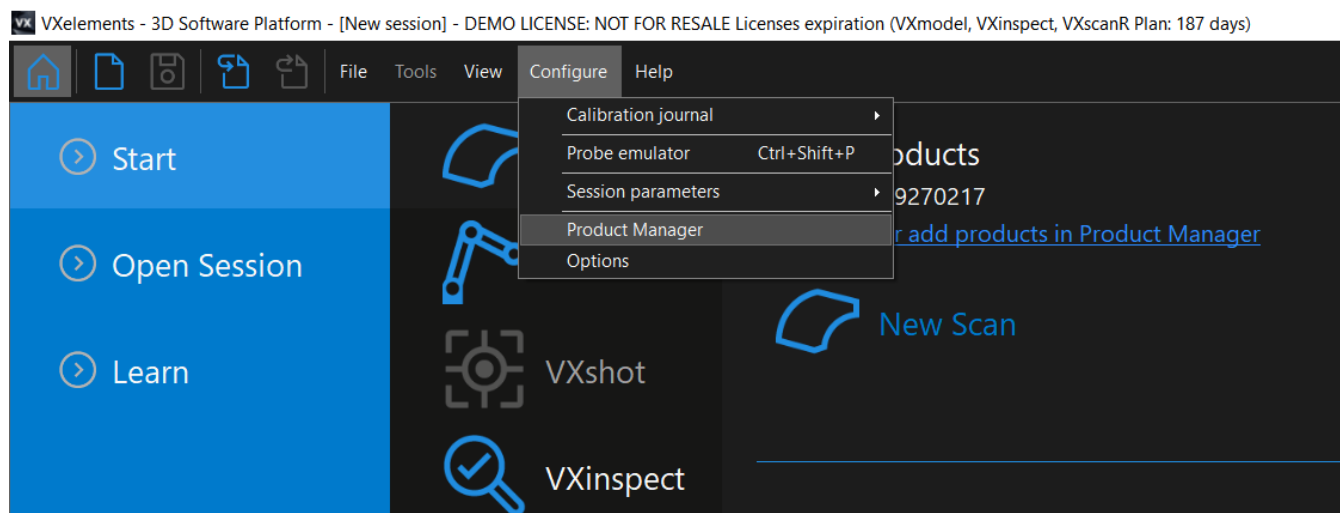 VX VXelements - 3D Software Platform - [New session] - DEMO LICENSE: NOT FOR RESALE Licenses expiration (VXmodel, VXinspect, VXscanR Plan: 187 days)
File Tools View Configure Help
Start
Open Session
Learn
Calibration journal
Probe emulator Ctrl+Shift+P
Session parameters
Product Manager
Options
VXshot
VXinspect
oducts
9270217
r add products in Product Manager
New Scan